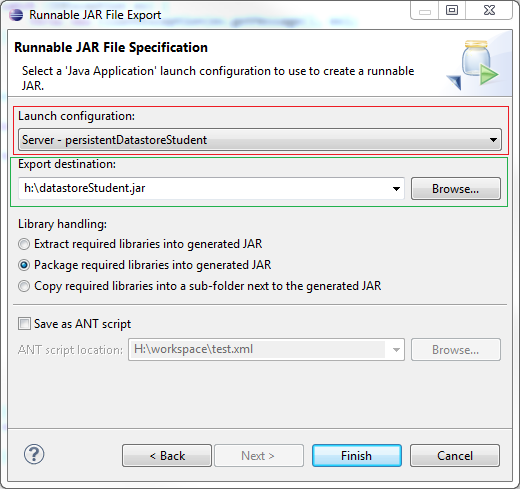 Runnable JAR File Export
Runnable JAR File Specification
Select a 'Java Application' launch configuration to use to create a runnable
JAR.
Launch configuration:
Server - persistentDatastoreStudent
Export destination:
h:\datastoreStudent.jar
Browse...
Library handling:
Extract required libraries into generated JAR
Package required libraries into generated JAR
Copy required libraries into a sub-folder next to the generated JAR
Save as ANT script
ANT script location:
H:\workspace\test.xml
Browse...
?
< Back
Next >
Finish
Cancel